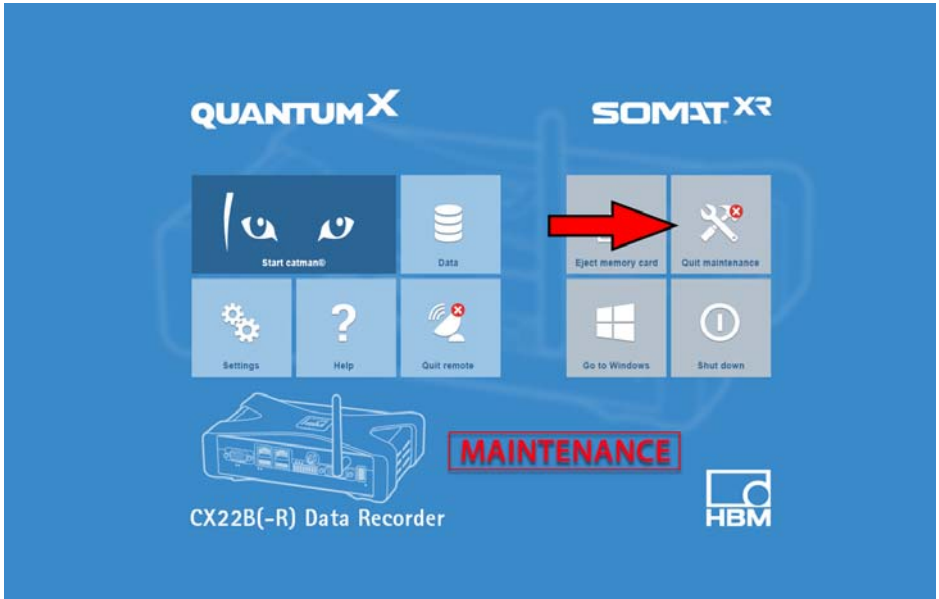 QUANTUMX
SOMAT XR
Start catman®
Data
Eject memory card
Quit maintenance
Settings
Help
Quit remote
Go to Windows
Shut down
MAINTENANCE
CX22B(-R) Data Recorder
HBM